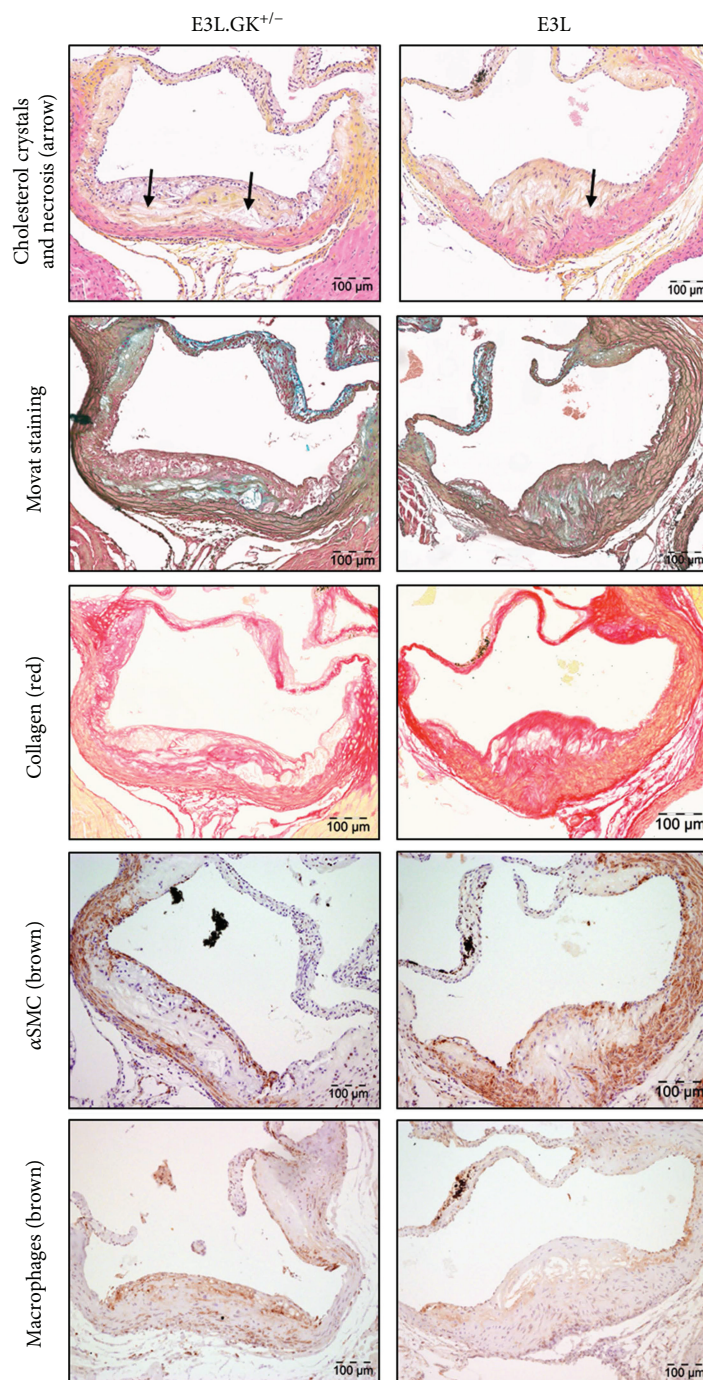 E3L.GK+/−
E3L
Cholesterol crystals
and necrosis (arrow)
100 µm
100 µm
Movat staining
100 µm
100 µm
Collagen (red)
100 µm
100 µm
αSMC (brown)
100 µm
100 µm
Macrophages (brown)
100 µm
100 µm